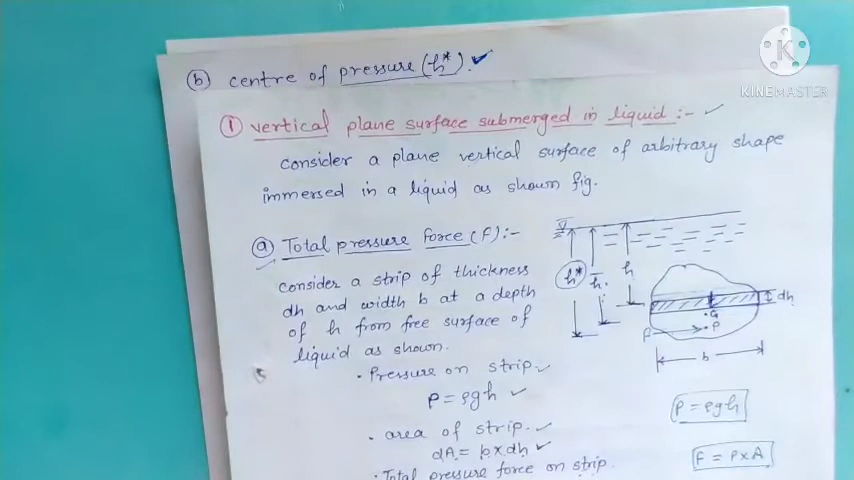 KINEMASTER
ⓑ centre of pressure (h*). ✓
① vertical plane surface submerged in liquid :- ✓
consider a plane vertical surface of arbitrary shape
immersed in a liquid as shown fig.
ⓐ Total pressure force (F) :-
consider a strip of thickness
dh and width b at a depth
of h from free surface of
liquid as shown.
• Pressure on strip ✓
P = ρgh ✓
• area of strip. ✓
dA = b x dh ✓
• Total pressure force on strip.
h*
h̄
h
dh
G
F
P
b
P = ρgh
F = P x A